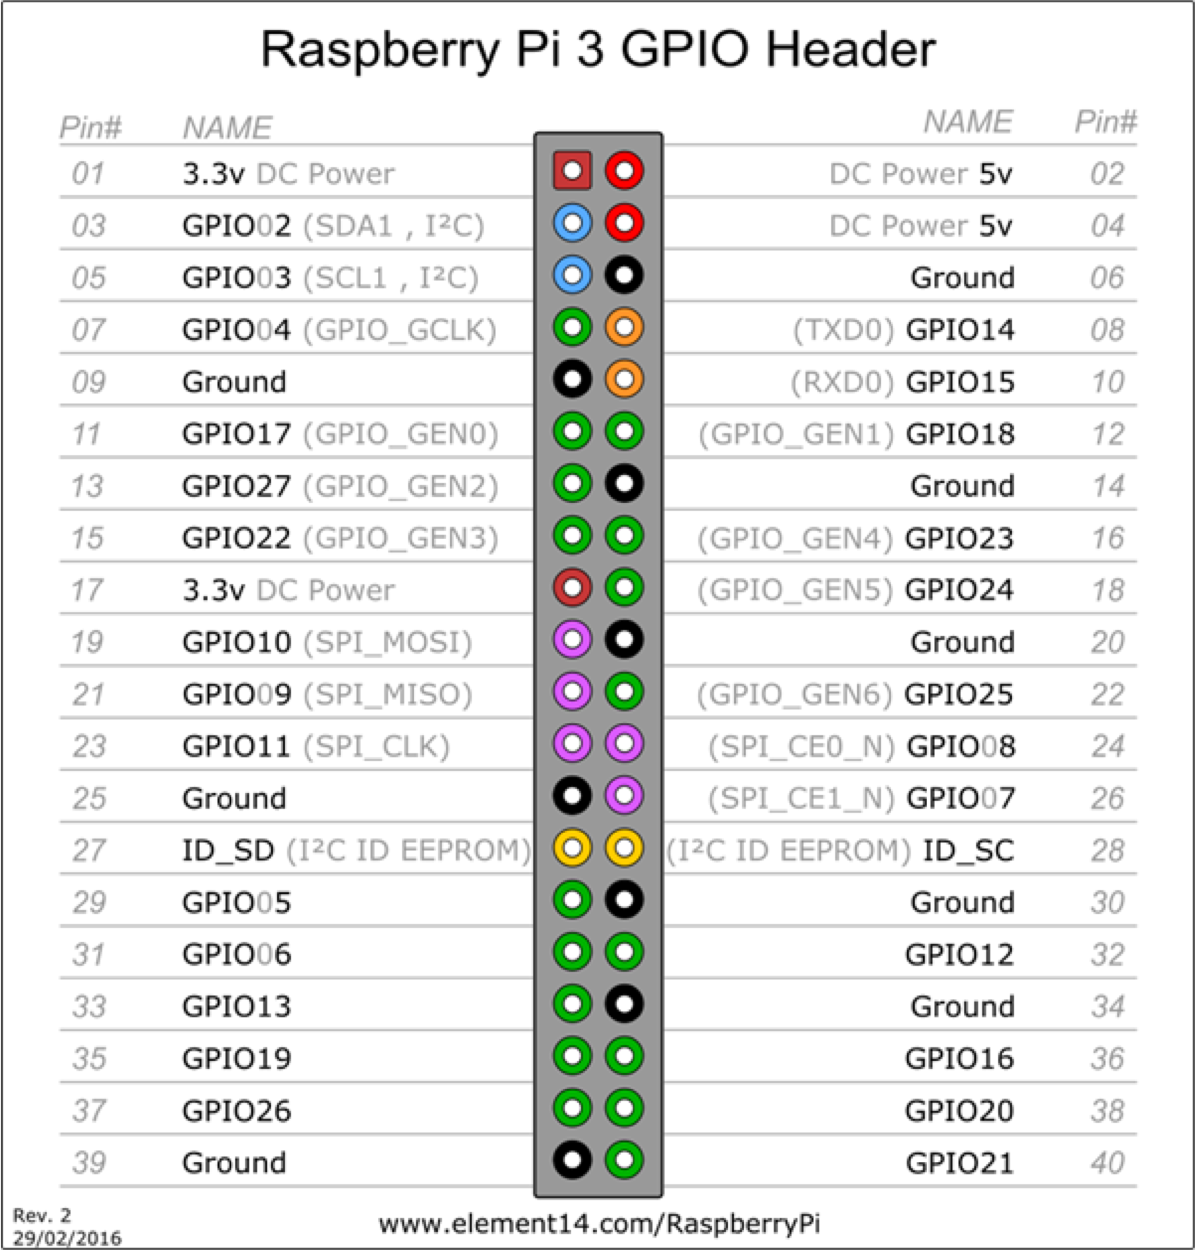 Raspberry Pi 3 GPIO Header
Pin# NAME NAME Pin#
01 3.3v DC Power DC Power 5v 02
03 GPIO02 (SDA1 , I²C) DC Power 5v 04
05 GPIO03 (SCL1 , I²C) Ground 06
07 GPIO04 (GPIO_GCLK) (TXD0) GPIO14 08
09 Ground (RXD0) GPIO15 10
11 GPIO17 (GPIO_GEN0) (GPIO_GEN1) GPIO18 12
13 GPIO27 (GPIO_GEN2) Ground 14
15 GPIO22 (GPIO_GEN3) (GPIO_GEN4) GPIO23 16
17 3.3v DC Power (GPIO_GEN5) GPIO24 18
19 GPIO10 (SPI_MOSI) Ground 20
21 GPIO09 (SPI_MISO) (GPIO_GEN6) GPIO25 22
23 GPIO11 (SPI_CLK) (SPI_CE0_N) GPIO08 24
25 Ground (SPI_CE1_N) GPIO07 26
27 ID_SD (I²C ID EEPROM) (I²C ID EEPROM) ID_SC 28
29 GPIO05 Ground 30
31 GPIO06 GPIO12 32
33 GPIO13 Ground 34
35 GPIO19 GPIO16 36
37 GPIO26 GPIO20 38
39 Ground GPIO21 40
Rev. 2
29/02/2016
www.element14.com/RaspberryPi